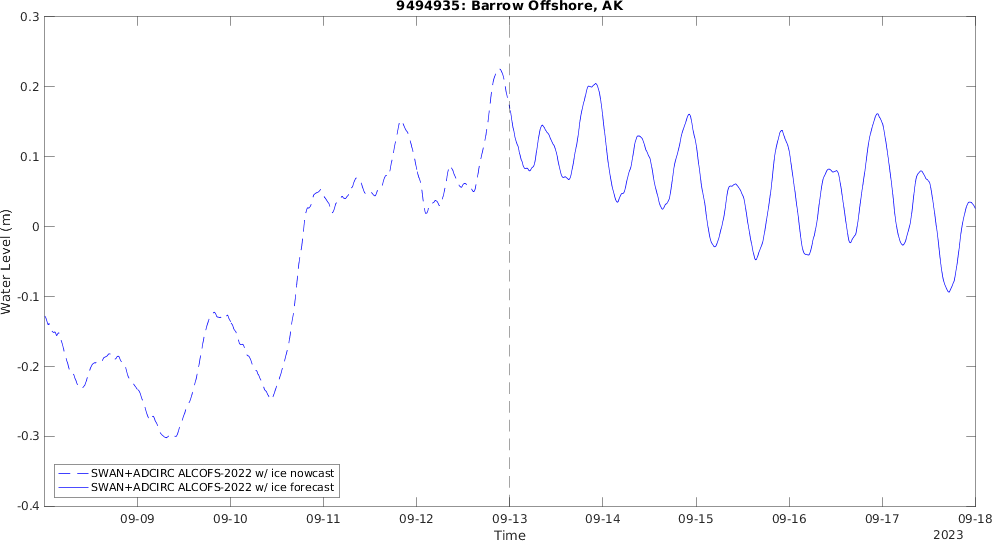 9494935: Barrow Offshore, AK
0.3
0.2
0.1
0
-0.1
-0.2
-0.3
-0.4
Water Level (m)
SWAN+ADCIRC ALCOFS-2022 w/ ice nowcast
SWAN+ADCIRC ALCOFS-2022 w/ ice forecast
09-09 09-10 09-11 09-12 09-13 09-14 09-15 09-16 09-17 09-18
Time
2023